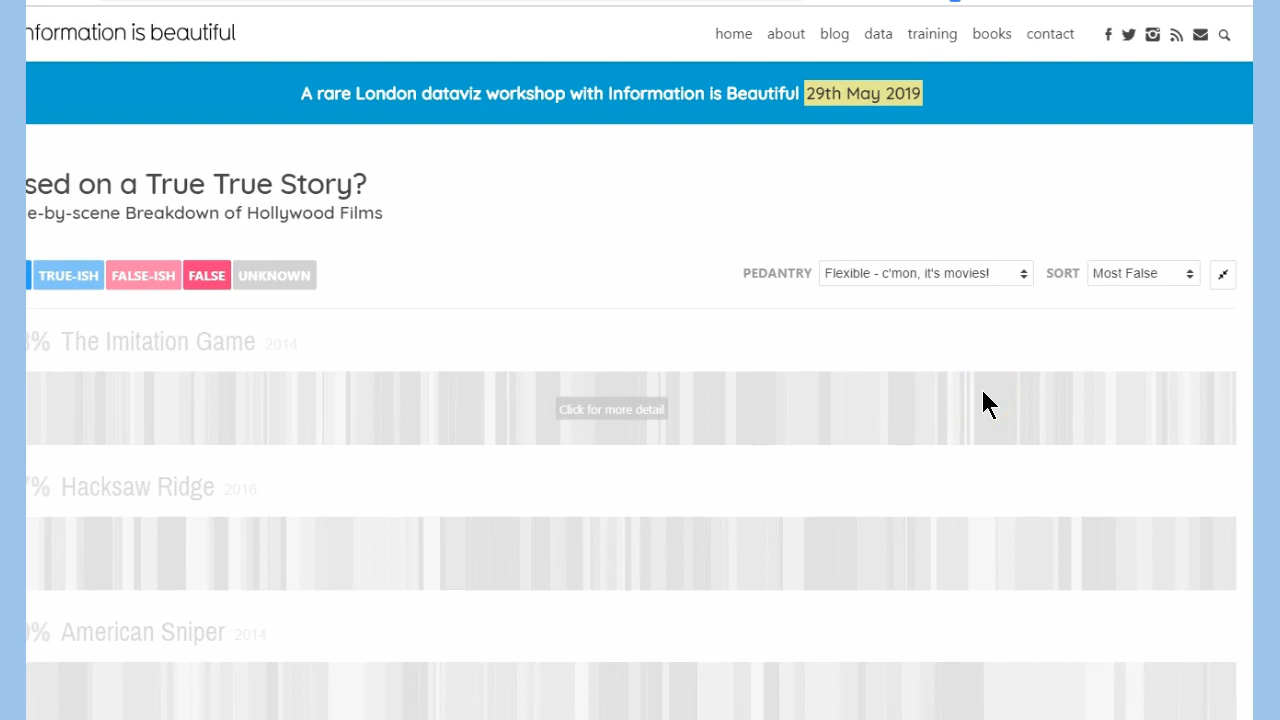 nformation is beautiful
home about blog data training books contact
A rare London dataviz workshop with Information is Beautiful 29th May 2019
sed on a True True Story?
e-by-scene Breakdown of Hollywood Films
TRUE-ISH FALSE-ISH FALSE UNKNOWN
PEDANTRY Flexible - c'mon, it's movies! SORT Most False
% The Imitation Game 2014
Click for more detail
% Hacksaw Ridge 2016
% American Sniper 2014